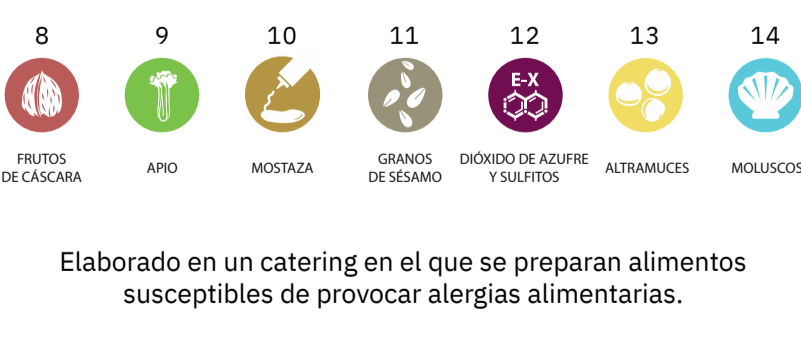 8 9 10 11 12 13 14
E-X
FRUTOS DE CÁSCARA
APIO
MOSTAZA
GRANOS DE SÉSAMO
DIÓXIDO DE AZUFRE Y SULFITOS
ALTRAMUCES
MOLUSCOS
Elaborado en un catering en el que se preparan alimentos
susceptibles de provocar alergias alimentarias.